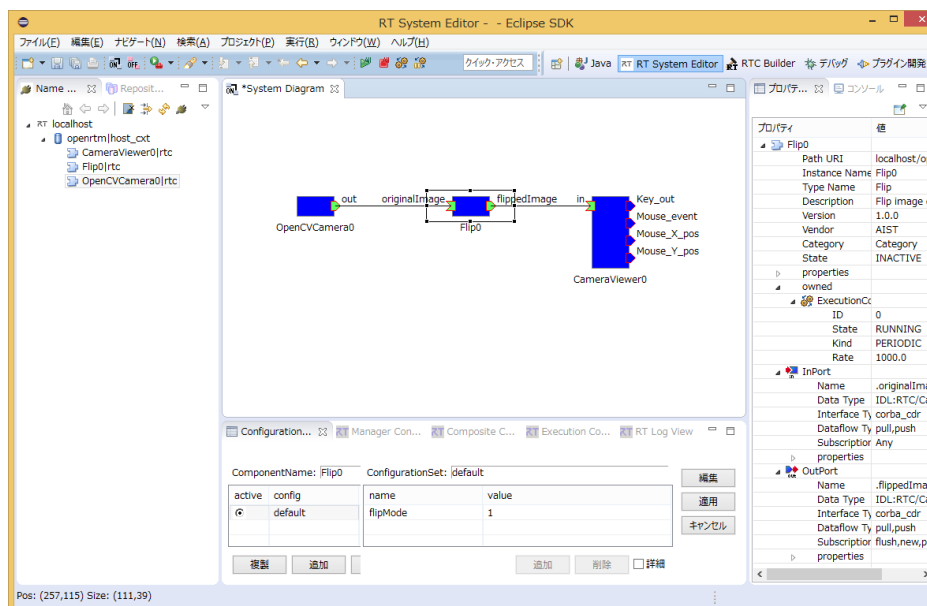 RT System Editor - - Eclipse SDK
ファイル(F) 編集(E) ナビゲート(N) 検索(A) プロジェクト(P) 実行(R) ウィンドウ(W) ヘルプ(H)
クイック・アクセス Java RT System Editor RTC Builder デバッグ プラグイン開発
Name ... Reposit...
localhost
openrtm|host_cxt
CameraViewer0|rtc
Flip0|rtc
OpenCVCamera0|rtc
*System Diagram
out originalImage flippedImage in
Key_out
Mouse_event
Mouse_X_pos
Mouse_Y_pos
OpenCVCamera0 Flip0
CameraViewer0
Configuration... Manager Con... Composite C... Execution Co... RT Log View
ComponentName: Flip0 ConfigurationSet: default
active config name value
default flipMode 1
編集
適用
キャンセル
複製 追加 追加 削除 詳細
プロパテ... コンソール
プロパティ 値
Flip0
Path URI localhost/o
Instance Name Flip0
Type Name Flip
Description Flip image
Version 1.0.0
Vendor AIST
Category Category
State INACTIVE
properties
owned
ExecutionCo
ID 0
State RUNNING
Kind PERIODIC
Rate 1000.0
InPort
Name .originalIma
Data Type IDL:RTC/Ca
Interface Ty corba_cdr
Dataflow Ty pull,push
Subscription Any
properties
OutPort
Name .flippedIma
Data Type IDL:RTC/Ca
Interface Ty corba_cdr
Dataflow Ty pull,push
Subscription flush,new,p
properties
Pos: (257,115) Size: (111,39)